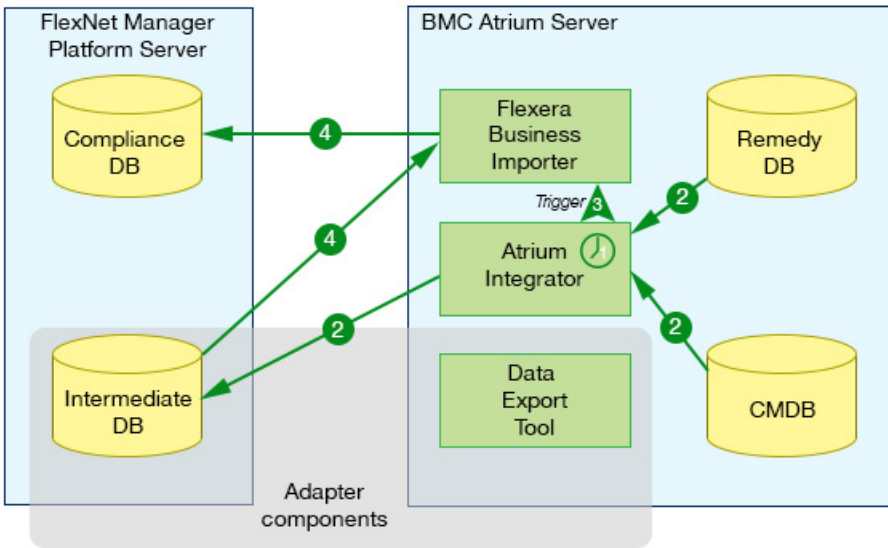 FlexNet Manager
Platform Server
BMC Atrium Server
Compliance
DB
4
Flexera
Business
Importer
Remedy
DB
Trigger
3
2
4
Atrium
Integrator
1
2
2
Intermediate
DB
Data
Export
Tool
CMDB
Adapter
components